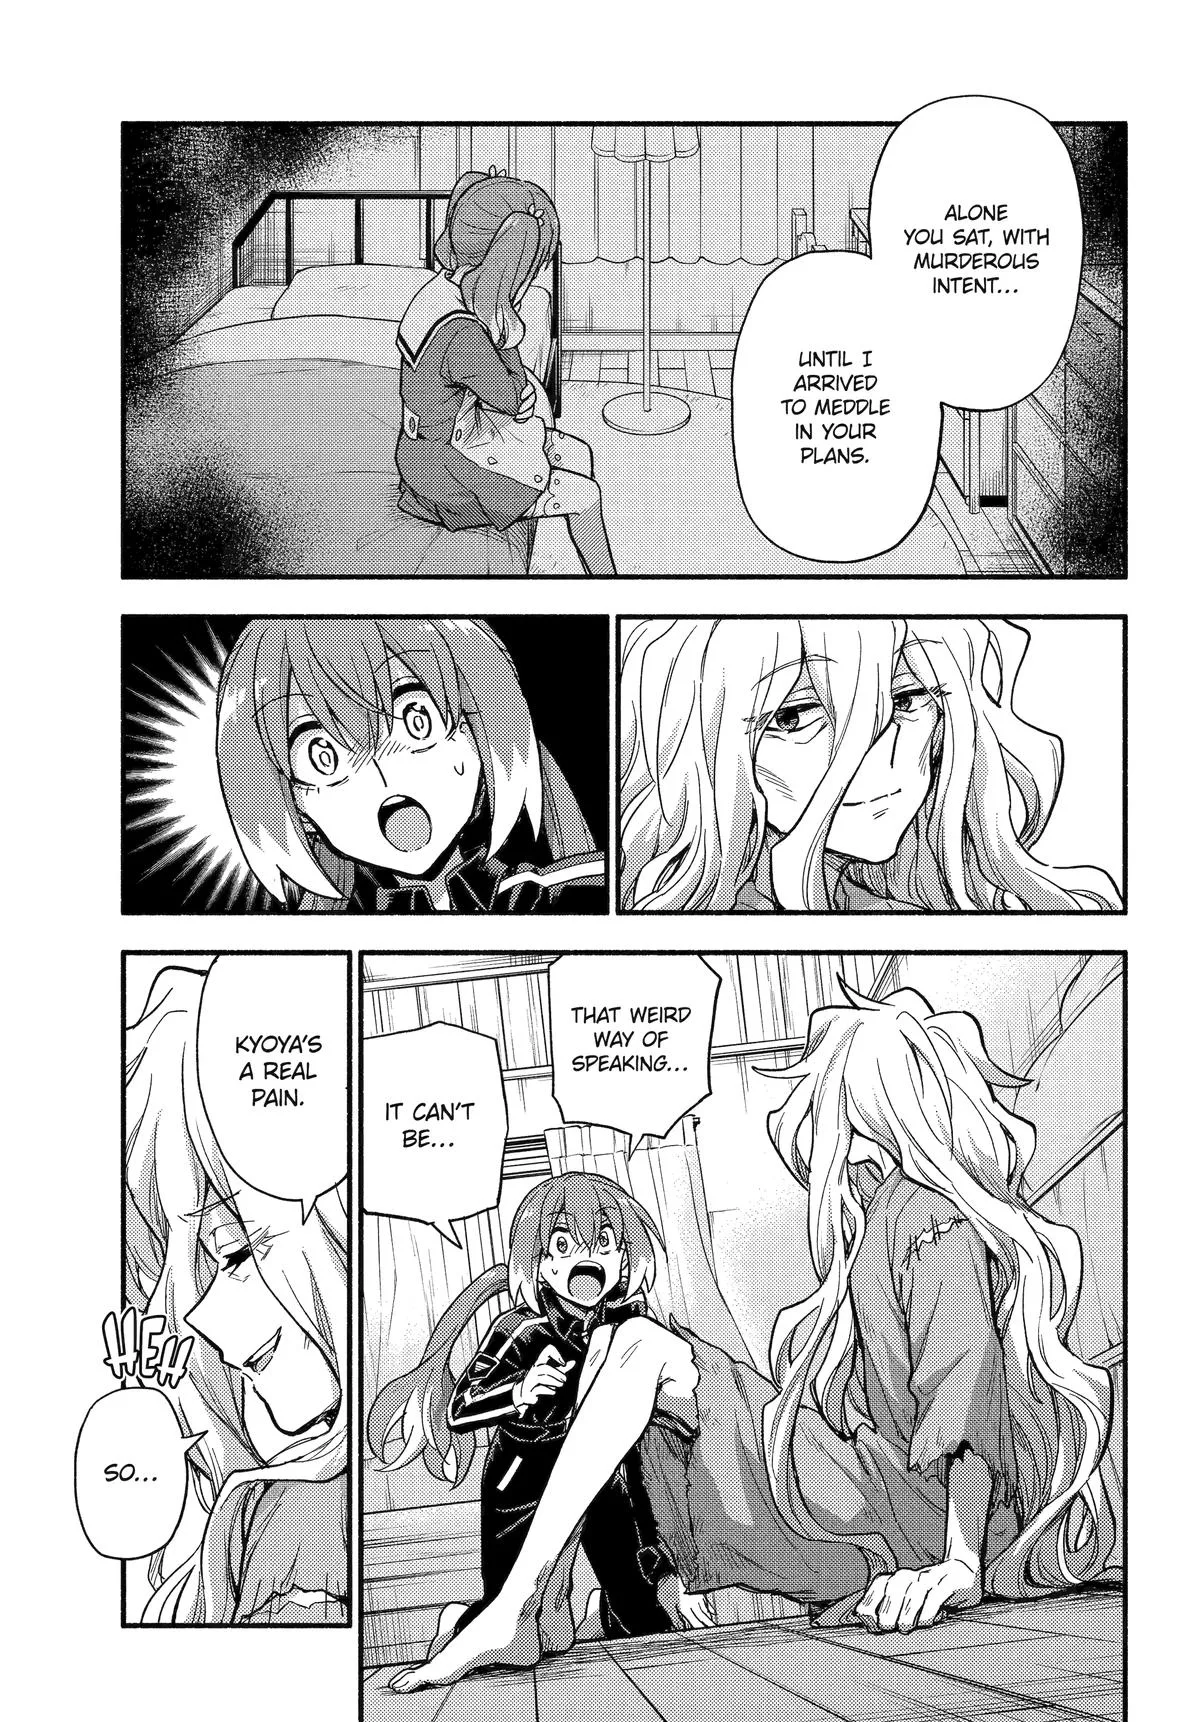 ALONE
YOU SAT, WITH
MURDEROUS
INTENT...
UNTIL I
ARRIVED
TO MEDDLE
IN YOUR
PLANS.
THAT WEIRD
WAY OF
SPEAKING...
IT CAN'T
BE...
KYOYA'S
A REAL
PAIN.
HEH
SO...